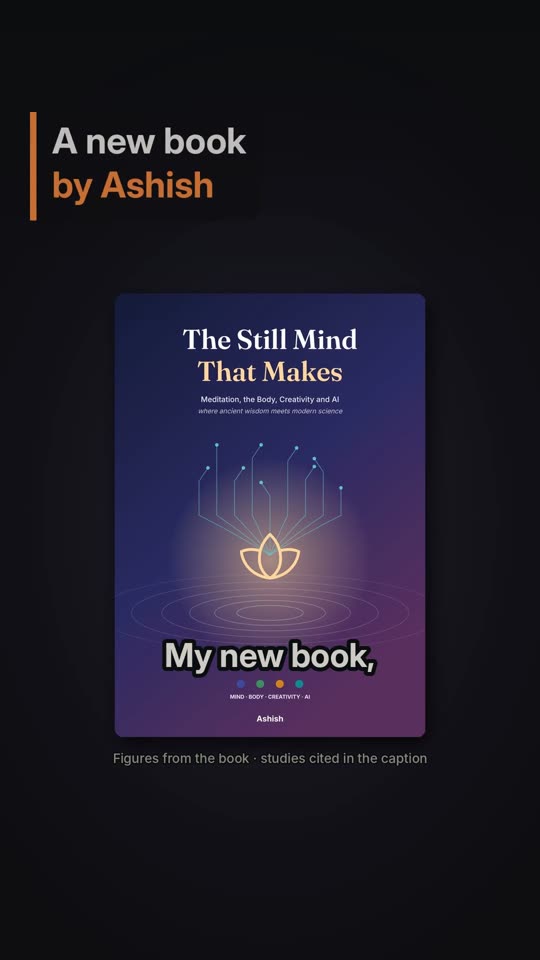 A new book
by Ashish
The Still Mind
That Makes
Meditation, the Body, Creativity and AI
where ancient wisdom meets modern science
My new book,
MIND · BODY · CREATIVITY · AI
Ashish
Figures from the book · studies cited in the caption